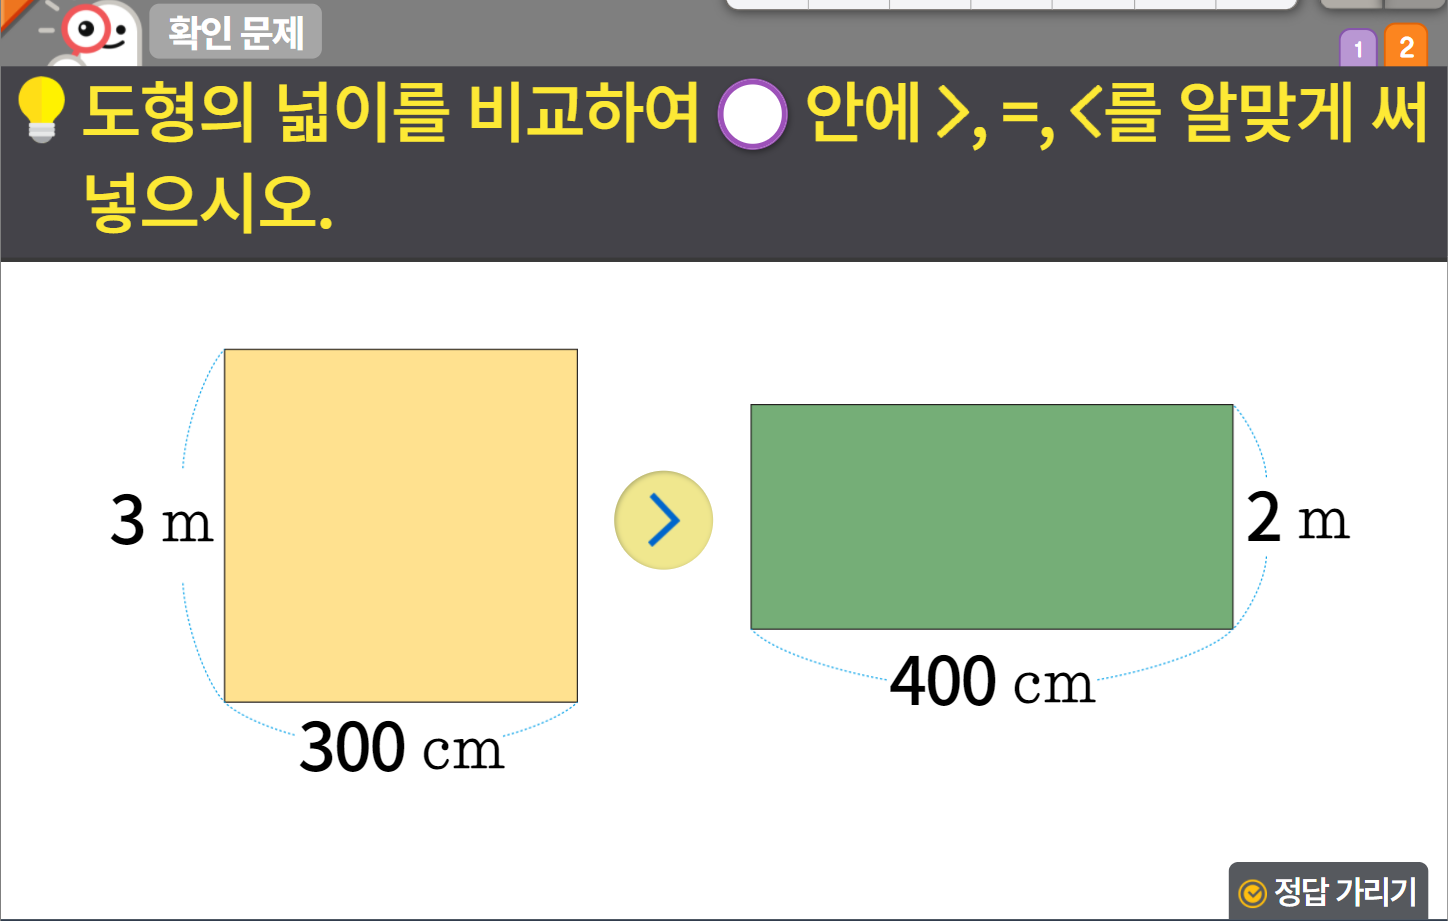 확인 문제
1 2
도형의 넓이를 비교하여 ○ 안에 >, =, <를 알맞게 써
넣으시오.
3 m
>
2 m
400 cm
300 cm
정답 가리기